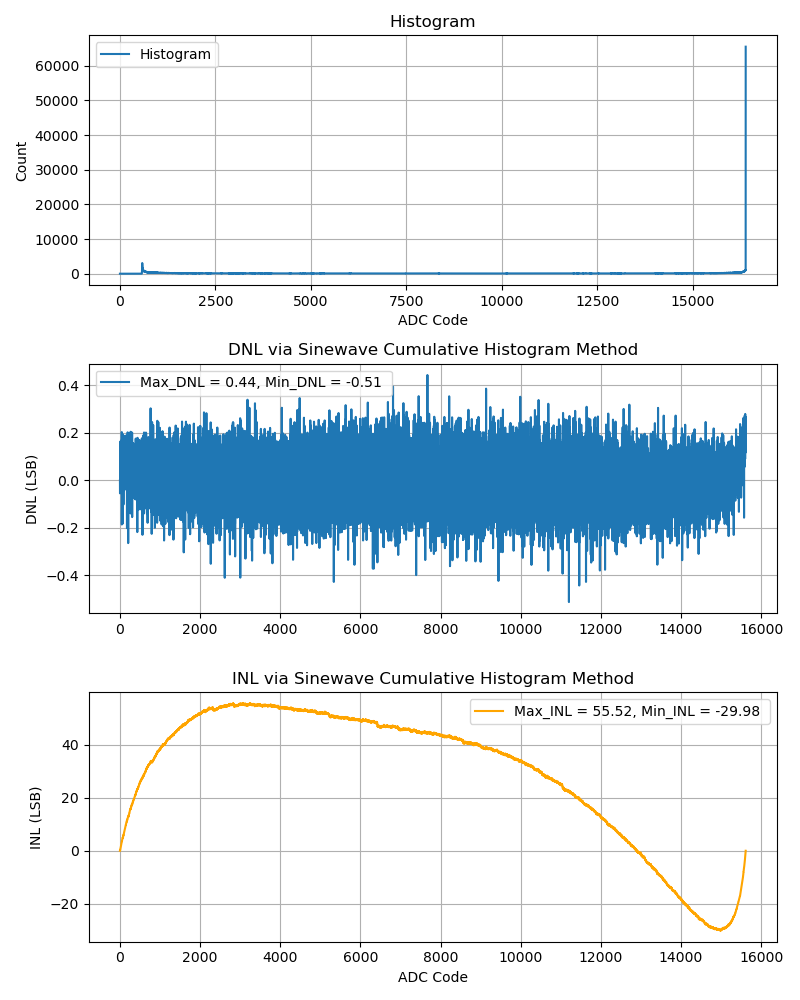 Histogram
Histogram
60000
50000
40000
30000
20000
10000
0
Count
0 2500 5000 7500 10000 12500 15000
ADC Code
DNL via Sinewave Cumulative Histogram Method
Max_DNL = 0.44, Min_DNL = -0.51
0.4
0.2
0.0
−0.2
−0.4
DNL (LSB)
0 2000 4000 6000 8000 10000 12000 14000 16000
INL via Sinewave Cumulative Histogram Method
Max_INL = 55.52, Min_INL = -29.98
40
20
0
−20
INL (LSB)
0 2000 4000 6000 8000 10000 12000 14000 16000
ADC Code